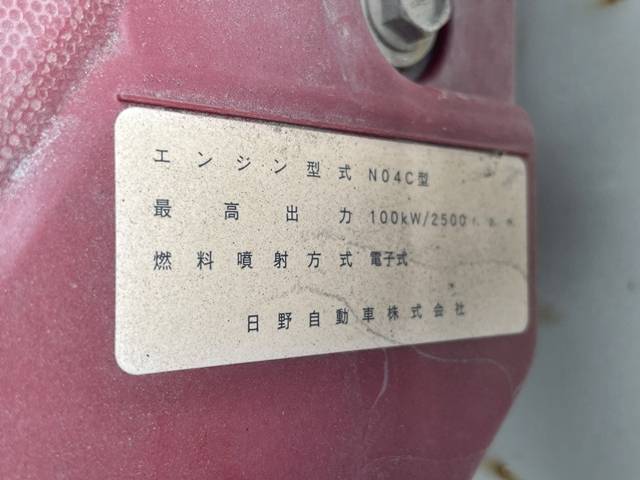 エンジン型式 N04C型
最高出力 100kW/2500r.p.m.
燃料噴射方式 電子式
日野自動車株式会社